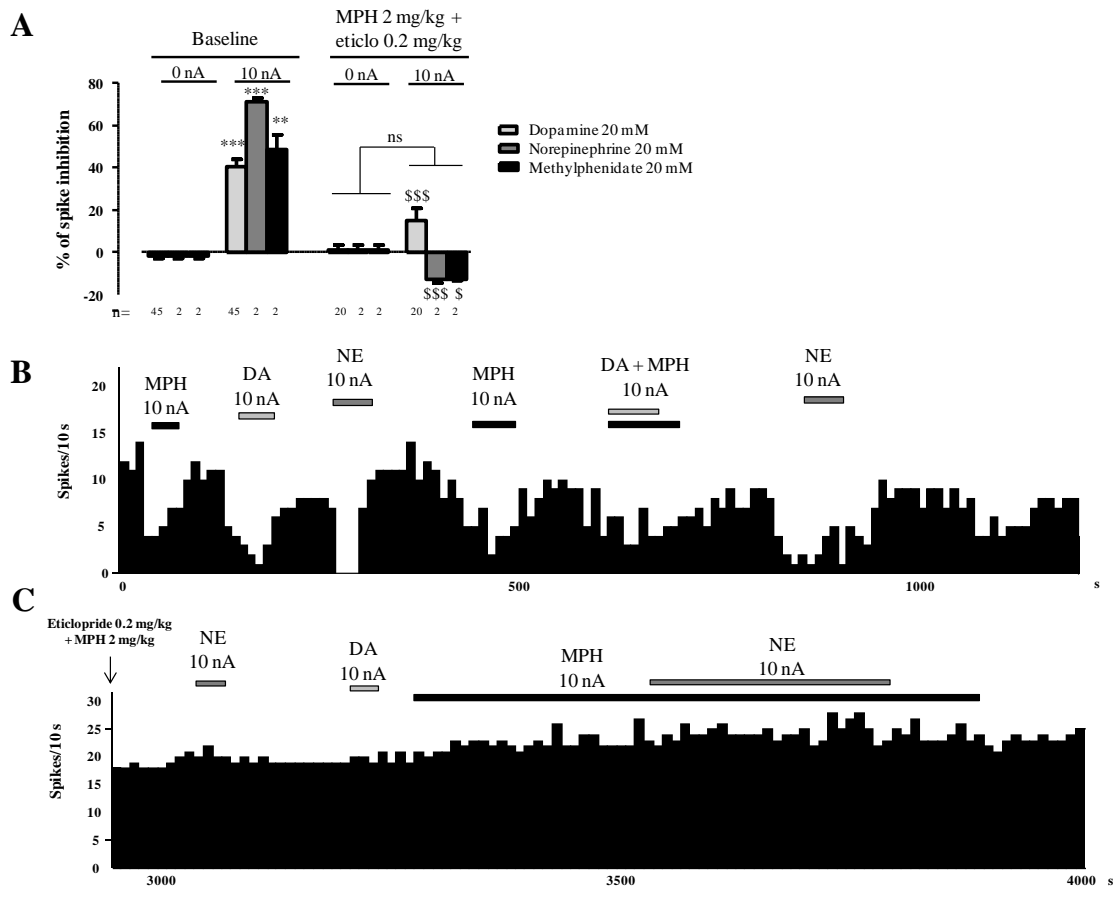 A
Baseline
MPH 2 mg/kg +
eticlo 0.2 mg/kg
0 nA
10 nA
0 nA
10 nA
% of spike inhibition
80
60
40
20
0
-20
***
***
**
ns
$$$
$$$
$
Dopamine 20 mM
Norepinephrine 20 mM
Methylphenidate 20 mM
n= 45 2 2 45 2 2 20 2 2 20 2 2
B
Spikes/10 s
20
15
10
5
0
MPH
10 nA
DA
10 nA
NE
10 nA
MPH
10 nA
DA + MPH
10 nA
NE
10 nA
0 500 1000 s
C
Eticlopride 0.2 mg/kg
+ MPH 2 mg/kg
NE
10 nA
DA
10 nA
MPH
10 nA
NE
10 nA
Spikes/10 s
30
25
20
15
10
5
0
3000 3500 4000 s